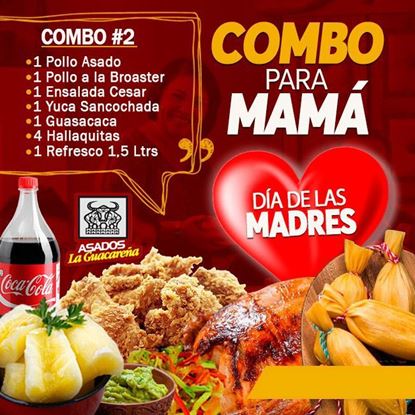 COMBO #2
•1 Pollo Asado
•1 Pollo a la Broaster
•1 Ensalada Cesar
•1 Yuca Sancochada
•1 Guasacaca
•4 Hallaquitas
•1 Refresco 1,5 Ltrs
COMBO
PARA
MAMÁ
DÍA DE LAS
MADRES
ASADOS
La Guacareña
Coca-Cola